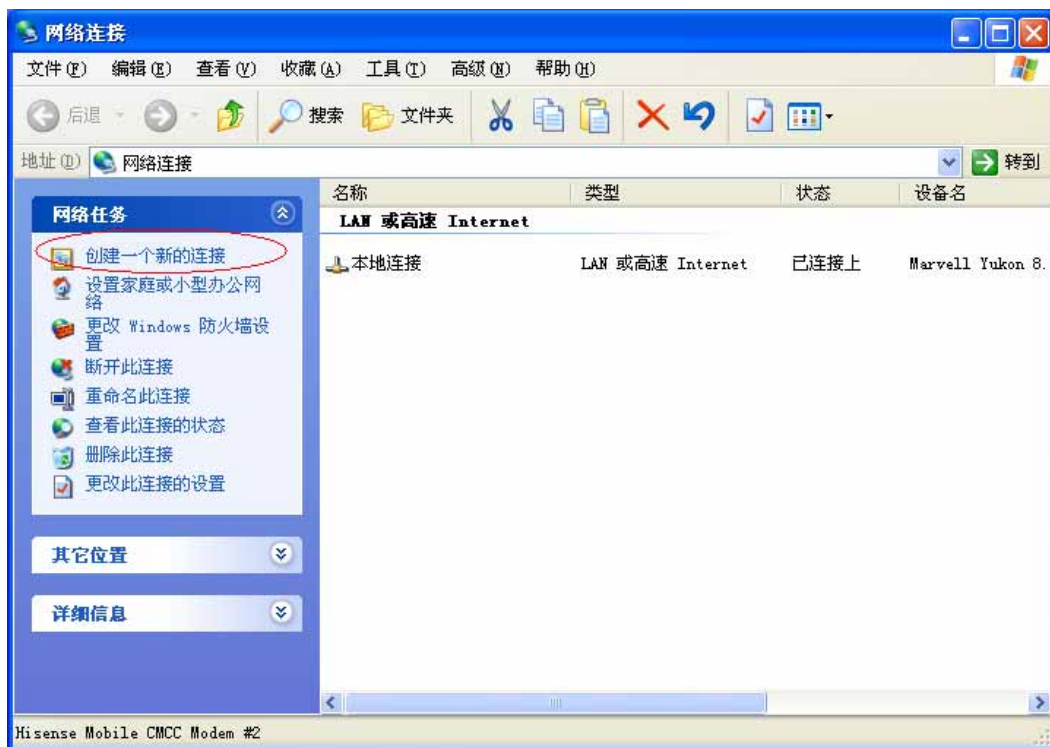 网络连接
文件(F) 编辑(E) 查看(V) 收藏(A) 工具(T) 高级(N) 帮助(H)
后退 搜索 文件夹
地址(D) 网络连接 转到
网络任务
创建一个新的连接
设置家庭或小型办公网
络
更改 Windows 防火墙设
置
断开此连接
重命名此连接
查看此连接的状态
删除此连接
更改此连接的设置
其它位置
详细信息
名称 类型 状态 设备名
LAN 或高速 Internet
本地连接 LAN 或高速 Internet 已连接上 Marvell Yukon 8.
Hisense Mobile CMCC Modem #2